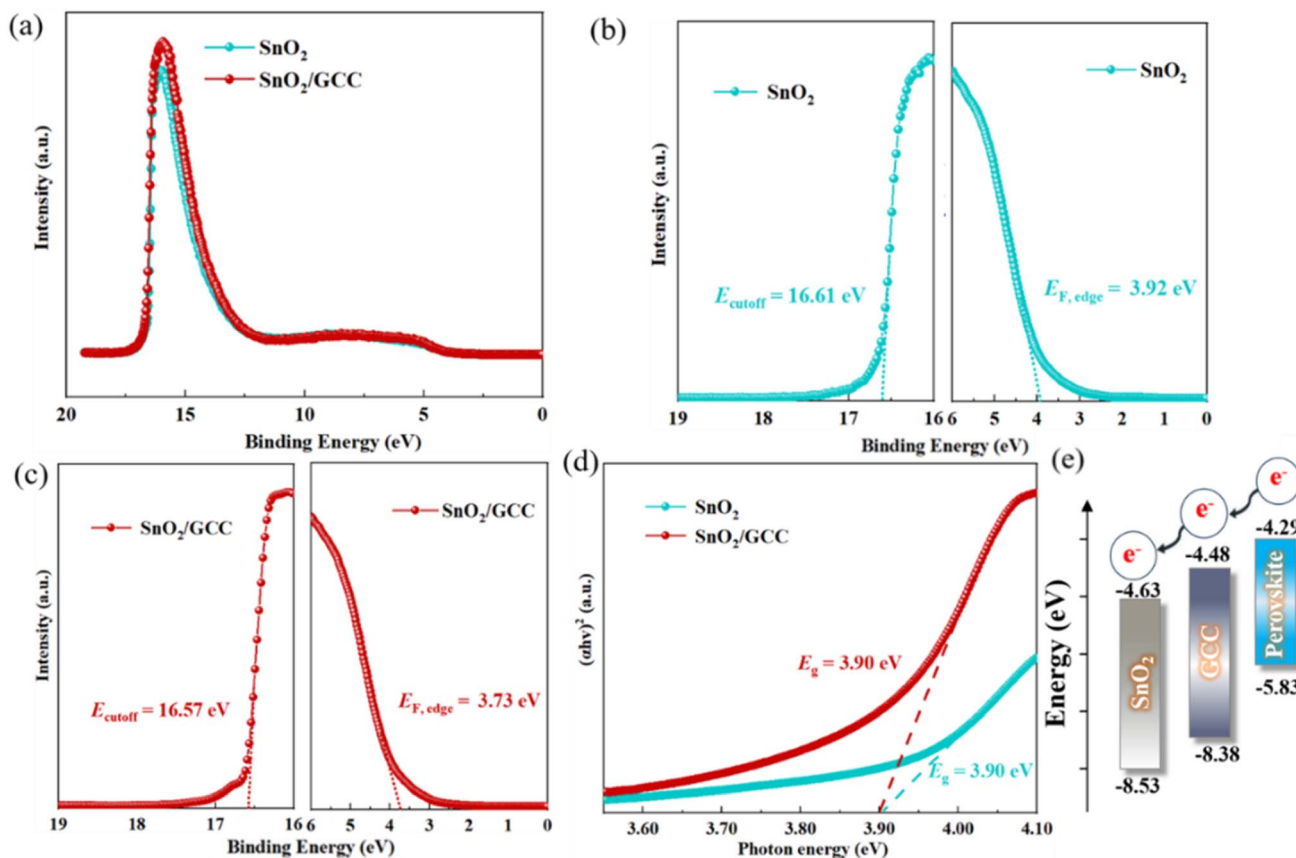 (a)
SnO2
SnO2/GCC
Intensity (a.u.)
20 15 10 5 0
Binding Energy (eV)
(b)
SnO2
SnO2
Intensity (a.u.)
Ecutoff = 16.61 eV
EF, edge = 3.92 eV
19 18 17 16 6 5 4 3 2 1 0
Binding Energy (eV)
(c)
SnO2/GCC
SnO2/GCC
Intensity (a.u.)
Ecutoff = 16.57 eV
EF, edge = 3.73 eV
19 18 17 16 6 5 4 3 2 1 0
Binding Energy (eV)
(d)
SnO2
SnO2/GCC
(αhν)2 (a.u.)
Eg = 3.90 eV
Eg = 3.90 eV
3.60 3.70 3.80 3.90 4.00 4.10
Photon energy (eV)
(e)
Energy (eV)
e-
e-
e-
-4.29
-4.48
-4.63
SnO2
GCC
Perovskite
-5.83
-8.38
-8.53